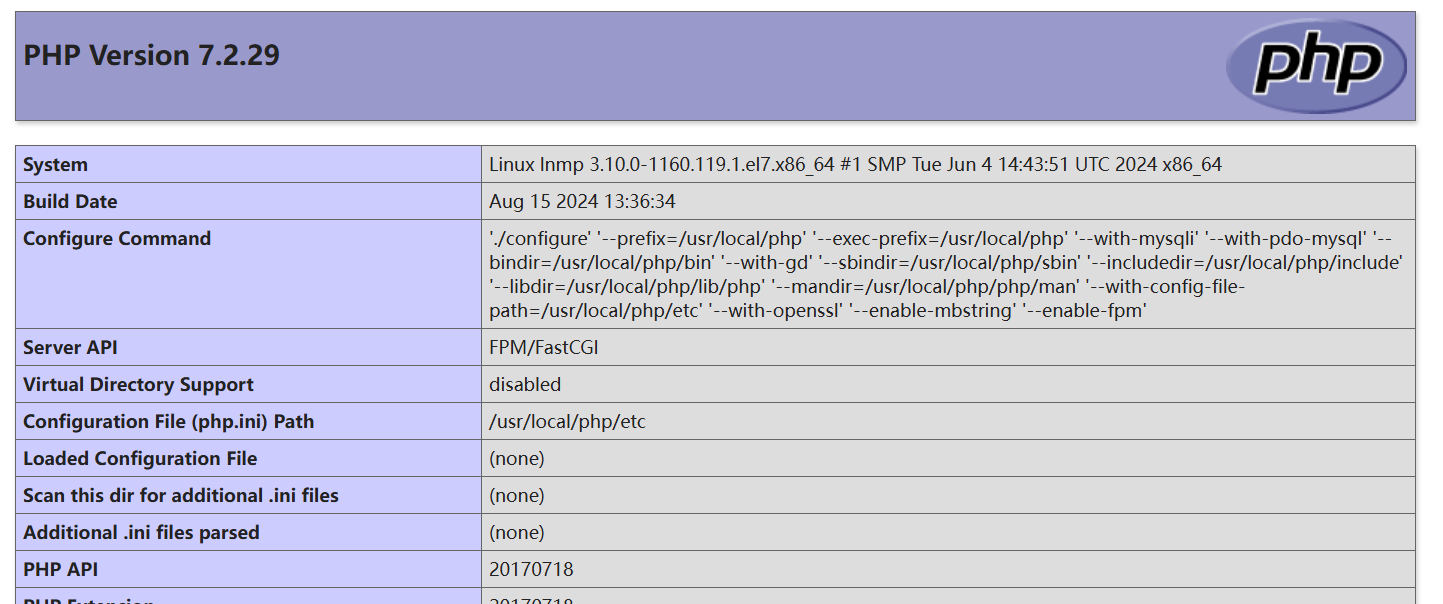 PHP Version 7.2.29
php
System Linux lnmp 3.10.0-1160.119.1.el7.x86_64 #1 SMP Tue Jun 4 14:43:51 UTC 2024 x86_64
Build Date Aug 15 2024 13:36:34
Configure Command './configure' '--prefix=/usr/local/php' '--exec-prefix=/usr/local/php' '--with-mysqli' '--with-pdo-mysql' '--
bindir=/usr/local/php/bin' '--with-gd' '--sbindir=/usr/local/php/sbin' '--includedir=/usr/local/php/include'
'--libdir=/usr/local/php/lib/php' '--mandir=/usr/local/php/php/man' '--with-config-file-
path=/usr/local/php/etc' '--with-openssl' '--enable-mbstring' '--enable-fpm'
Server API FPM/FastCGI
Virtual Directory Support disabled
Configuration File (php.ini) Path /usr/local/php/etc
Loaded Configuration File (none)
Scan this dir for additional .ini files (none)
Additional .ini files parsed (none)
PHP API 20170718
PHP Extension 20170718